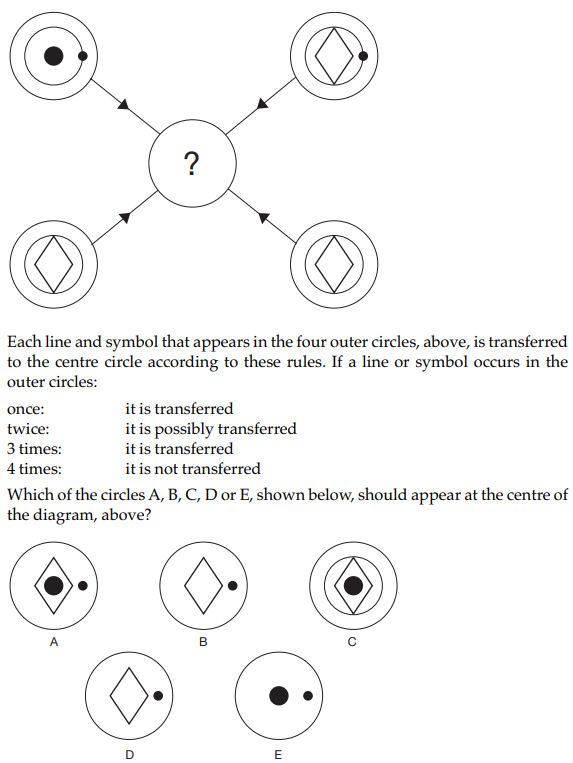 ?
Each line and symbol that appears in the four outer circles, above, is transferred
to the centre circle according to these rules. If a line or symbol occurs in the
outer circles:
once: it is transferred
twice: it is possibly transferred
3 times: it is transferred
4 times: it is not transferred
Which of the circles A, B, C, D or E, shown below, should appear at the centre of
the diagram, above?
A B C
D E